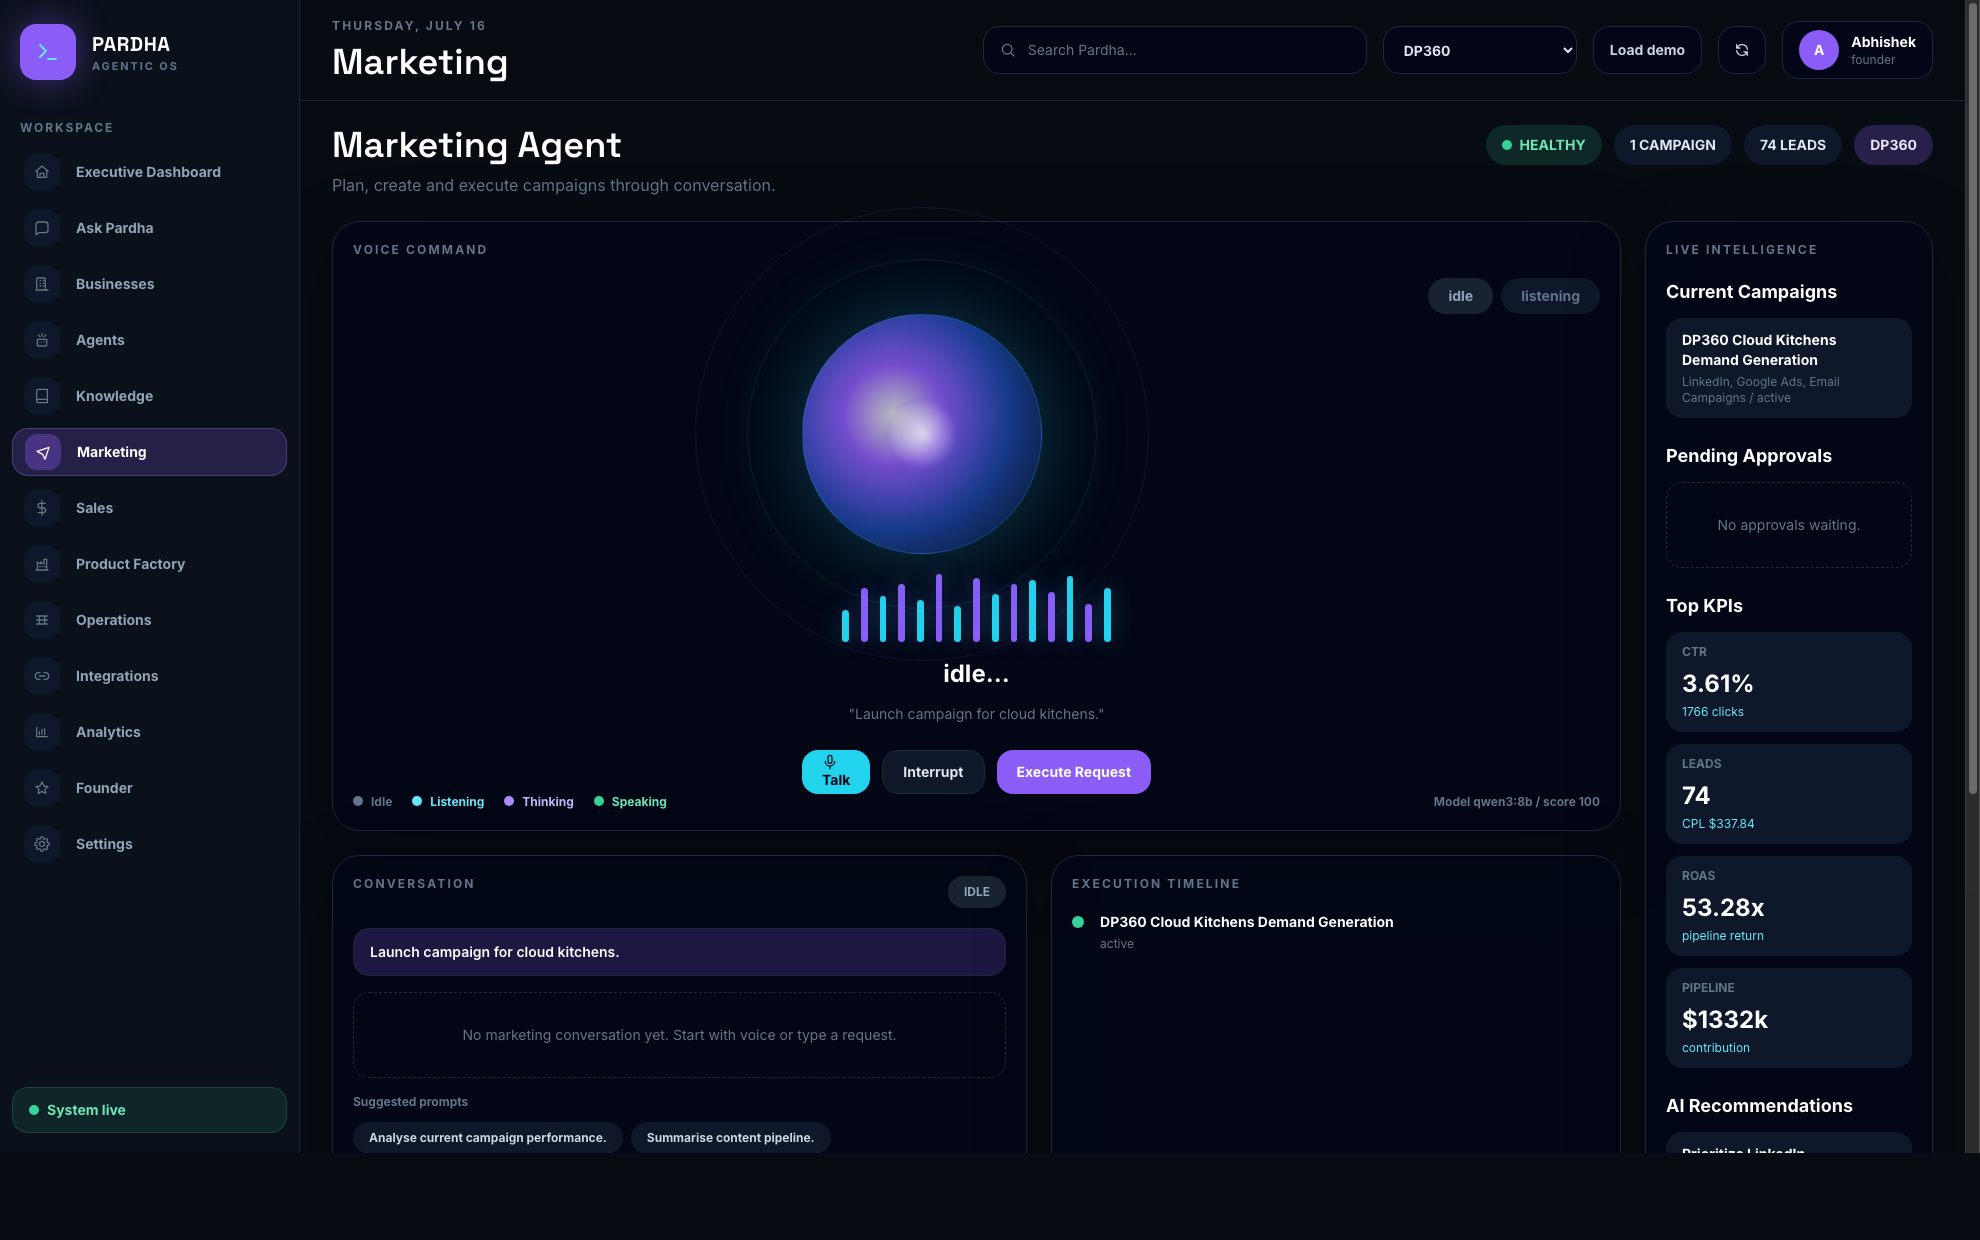 PARDHA
AGENTIC OS
WORKSPACE
Executive Dashboard
Ask Pardha
Businesses
Agents
Knowledge
Marketing
Sales
Product Factory
Operations
Integrations
Analytics
Founder
Settings
System live
THURSDAY, JULY 16
Marketing
Search Pardha...
DP360
Load demo
A
Abhishek
founder
Marketing Agent
Plan, create and execute campaigns through conversation.
HEALTHY
1 CAMPAIGN
74 LEADS
DP360
VOICE COMMAND
idle
listening
idle...
"Launch campaign for cloud kitchens."
Talk
Interrupt
Execute Request
Idle
Listening
Thinking
Speaking
Model qwen3:8b / score 100
CONVERSATION
IDLE
Launch campaign for cloud kitchens.
No marketing conversation yet. Start with voice or type a request.
Suggested prompts
Analyse current campaign performance.
Summarise content pipeline.
EXECUTION TIMELINE
DP360 Cloud Kitchens Demand Generation
active
LIVE INTELLIGENCE
Current Campaigns
DP360 Cloud Kitchens
Demand Generation
LinkedIn, Google Ads, Email
Campaigns / active
Pending Approvals
No approvals waiting.
Top KPIs
CTR
3.61%
1766 clicks
LEADS
74
CPL $337.84
ROAS
53.28x
pipeline return
PIPELINE
$1332k
contribution
AI Recommendations
Prioritize LinkedIn